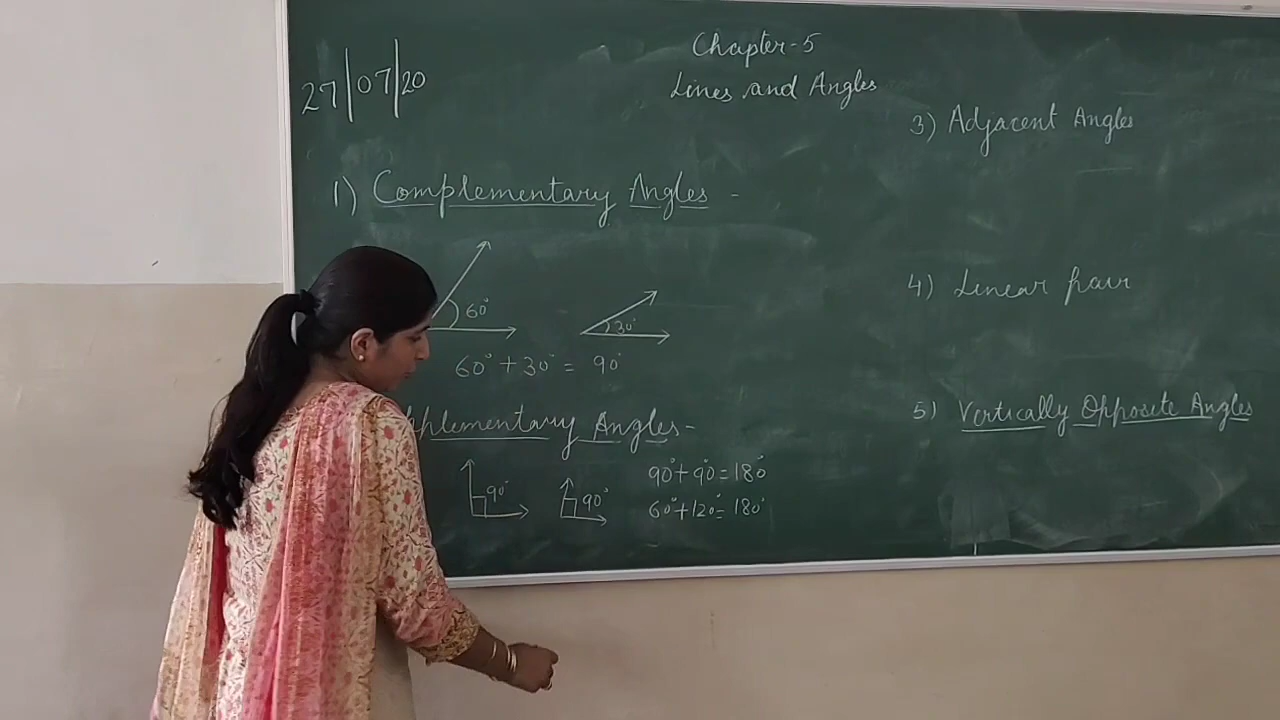 27|07|20
Chapter-5
Lines and Angles
1) Complementary Angles -
60°
30°
60° + 30° = 90°
Angles-
90°
90°
90°+90°=180°
60°+120°=180°
3) Adjacent Angles
4) Linear pair
5) Vertically Opposite Angles